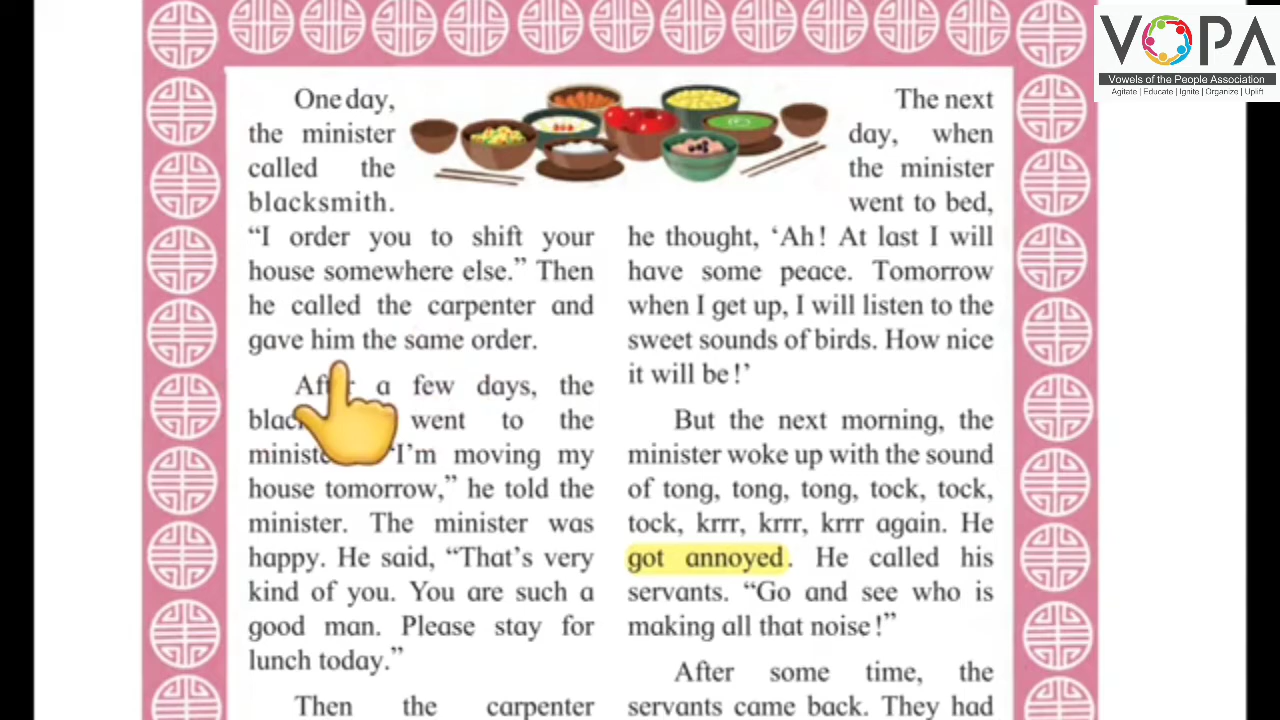 VOPA
Vowels of the People Association
Agitate | Educate | Ignite | Organize | Uplift
One day,
the minister
called the
blacksmith.
“I order you to shift your
house somewhere else.” Then
he called the carpenter and
gave him the same order.
a few days, the
went to the
“I’m moving my
house tomorrow,” he told the
minister. The minister was
happy. He said, “That’s very
kind of you. You are such a
good man. Please stay for
lunch today.”
Then the carpenter
The next
day, when
the minister
went to bed,
he thought, ‘Ah! At last I will
have some peace. Tomorrow
when I get up, I will listen to the
sweet sounds of birds. How nice
it will be!’
But the next morning, the
minister woke up with the sound
of tong, tong, tong, tock, tock,
tock, krrr, krrr, krrr again. He
got annoyed. He called his
servants. “Go and see who is
making all that noise!”
After some time, the
servants came back. They had